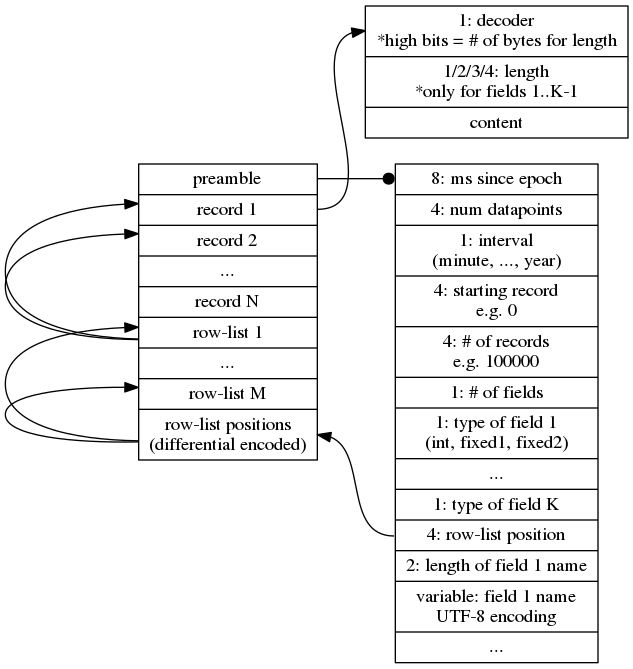 1: decoder
*high bits = # of bytes for length
1/2/3/4: length
*only for fields 1..K-1
content
preamble
record 1
record 2
...
record N
row-list 1
...
row-list M
row-list positions
(differential encoded)
8: ms since epoch
4: num datapoints
1: interval
(minute, ..., year)
4: starting record
e.g. 0
4: # of records
e.g. 100000
1: # of fields
1: type of field 1
(int, fixed1, fixed2)
...
1: type of field K
4: row-list position
2: length of field 1 name
variable: field 1 name
UTF-8 encoding
...